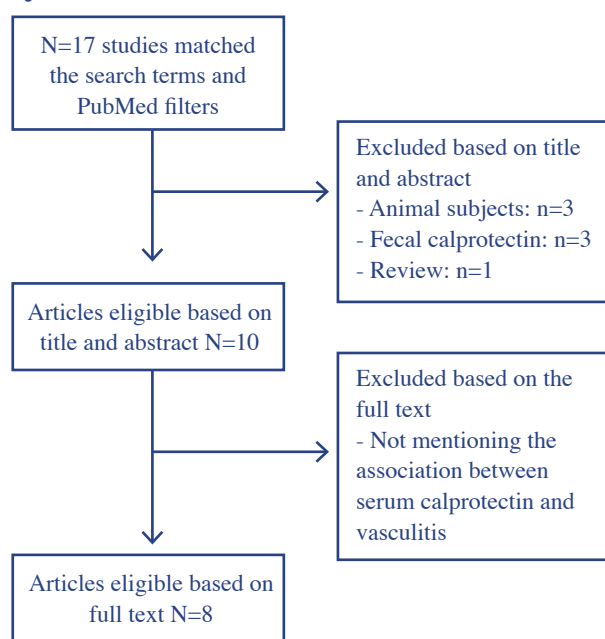 N=17 studies matched
the search terms and
PubMed filters
Excluded based on title
and abstract
- Animal subjects: n=3
- Fecal calprotectin: n=3
- Review: n=1
Articles eligible based on
title and abstract N=10
Excluded based on the
full text
- Not mentioning the
association between
serum calprotectin and
vasculitis
Articles eligible based on
full text N=8